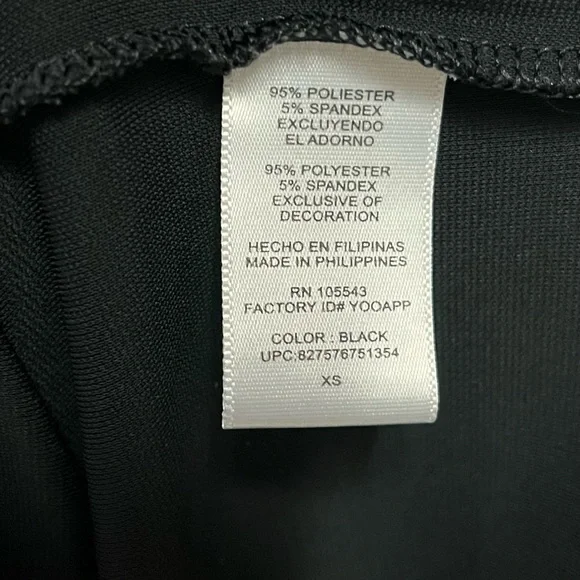 95% POLIESTER
5% SPANDEX
EXCLUYENDO
EL ADORNO
95% POLYESTER
5% SPANDEX
EXCLUSIVE OF
DECORATION
HECHO EN FILIPINAS
MADE IN PHILIPPINES
RN 105543
FACTORY ID# YOOAPP
COLOR : BLACK
UPC:827576751354
XS